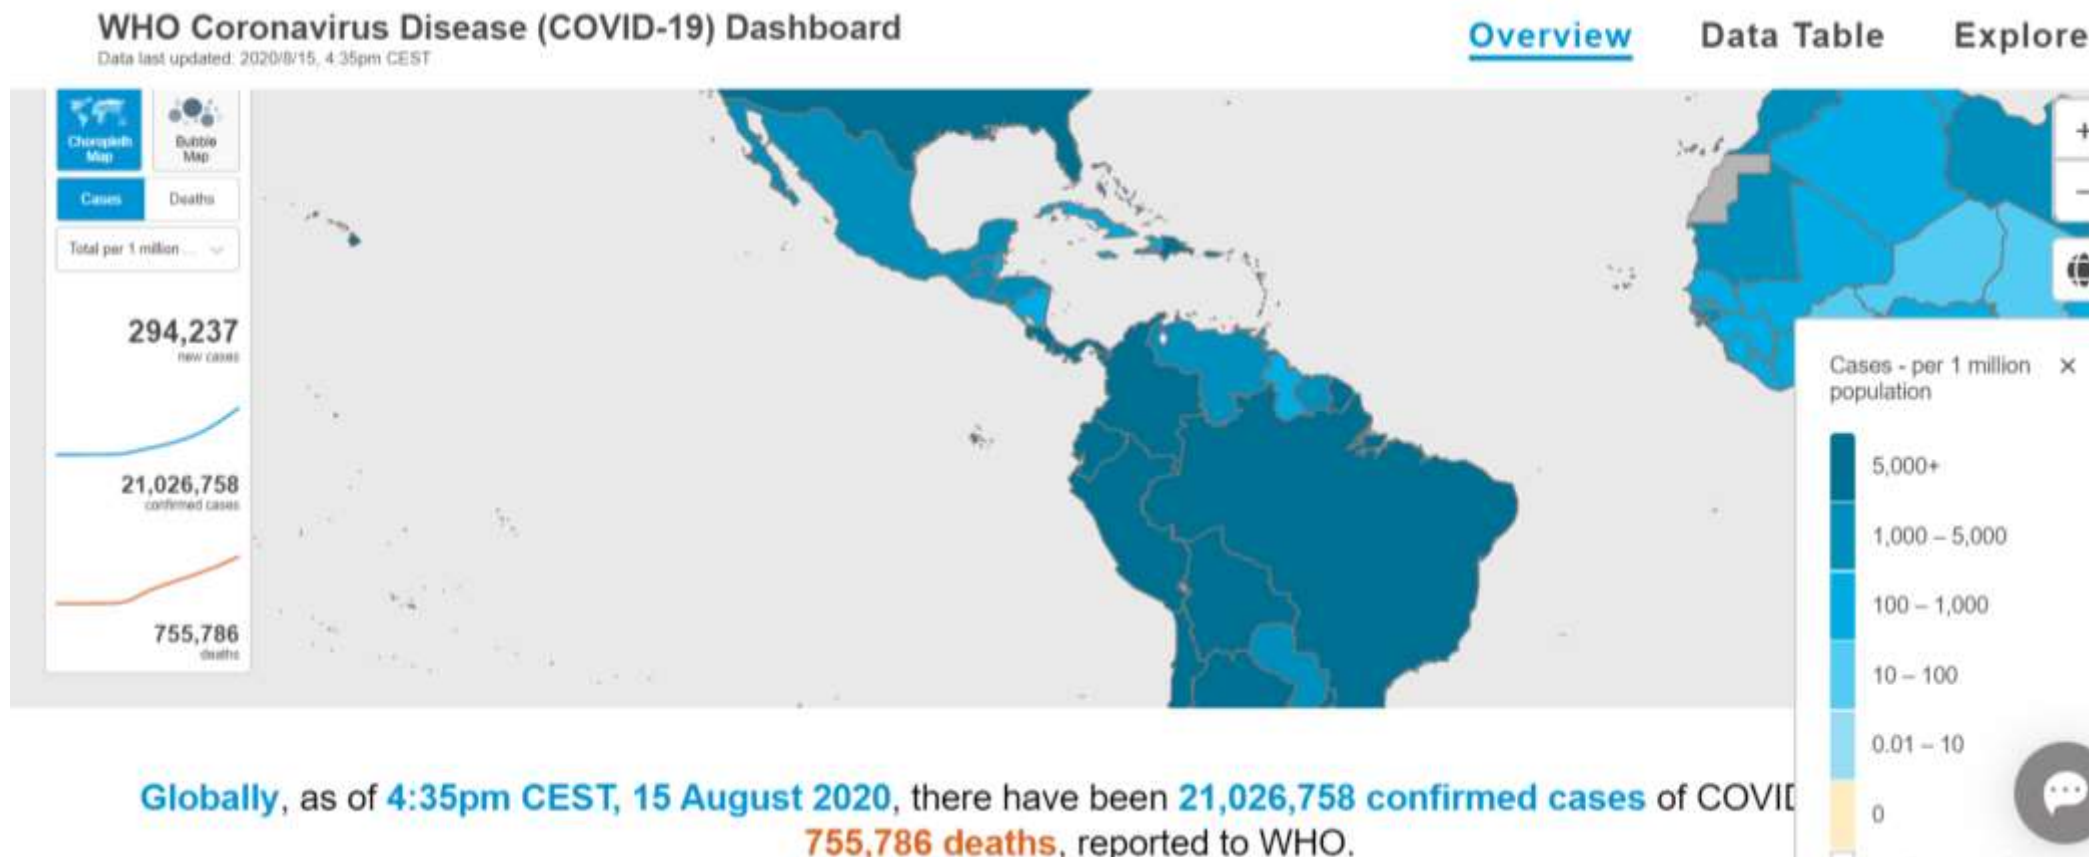 WHO Coronavirus Disease (COVID-19) Dashboard
Data last updated: 2020/8/15, 4:35pm CEST
Overview
Data Table
Explore
Choropleth
Map
Bubble
Map
Cases
Deaths
Total per 1 million ...
294,237
new cases
21,026,758
confirmed cases
755,786
deaths
Cases - per 1 million
population
5,000+
1,000 – 5,000
100 – 1,000
10 – 100
0.01 – 10
0
Globally, as of 4:35pm CEST, 15 August 2020, there have been 21,026,758 confirmed cases of COVID
755,786 deaths, reported to WHO.